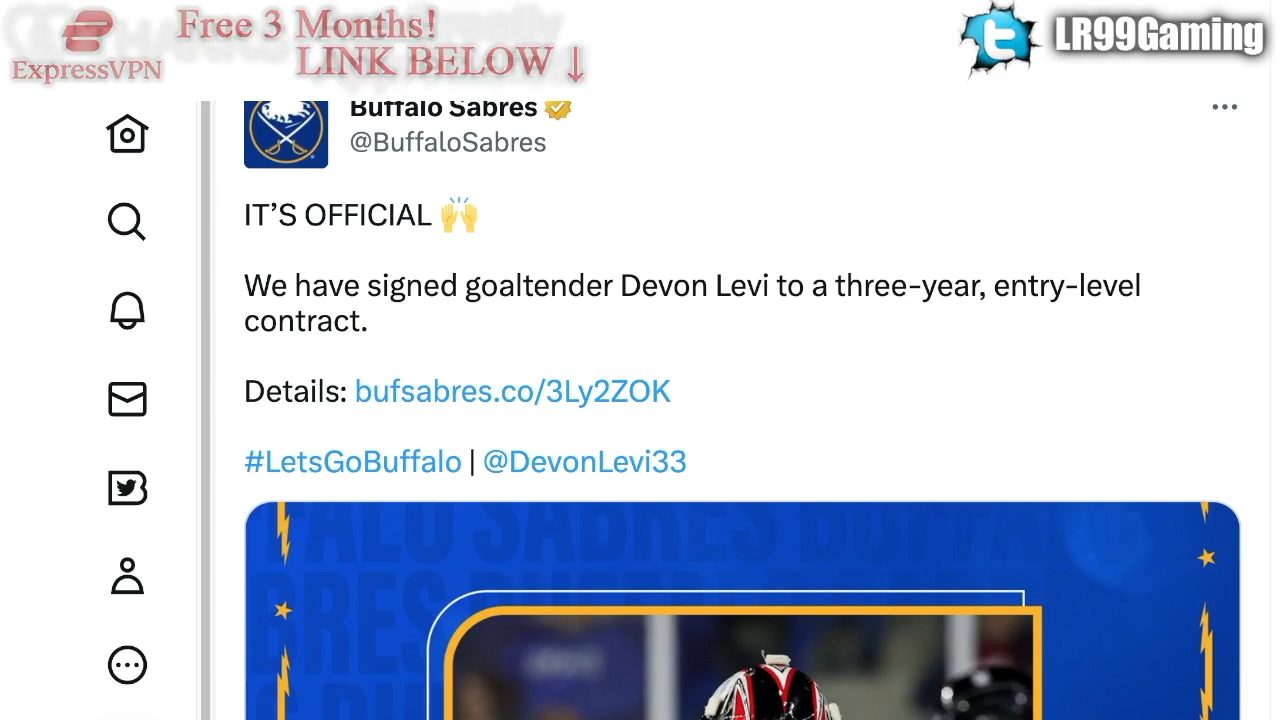 Free 3 Months!
LINK BELOW ↓
ExpressVPN
LR99Gaming
Buffalo Sabres
@BuffaloSabres
IT’S OFFICIAL 🙌
We have signed goaltender Devon Levi to a three-year, entry-level
contract.
Details: bufsabres.co/3Ly2ZOK
#LetsGoBuffalo | @DevonLevi33